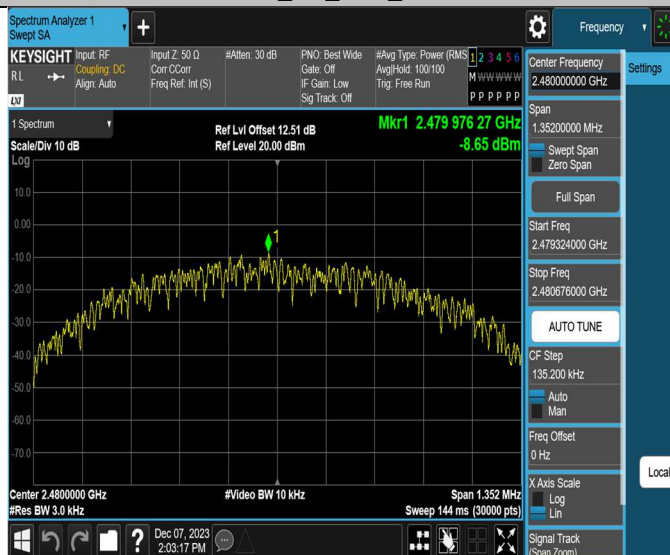 Spectrum Analyzer 1
Swept SA
Frequency
KEYSIGHT
RL
LXI
Input: RF
Coupling: DC
Align: Auto
Input Z: 50 Ω
Corr CCorr
Freq Ref: Int (S)
#Atten: 30 dB
PNO: Best Wide
Gate: Off
IF Gain: Low
Sig Track: Off
#Avg Type: Power (RMS
Avg|Hold: 100/100
Trig: Free Run
1 2 3 4 5 6
M W W W W W
P P P P P P
1 Spectrum
Scale/Div 10 dB
Log
Ref Lvl Offset 12.51 dB
Ref Level 20.00 dBm
Mkr1 2.479 976 27 GHz
-8.65 dBm
10.0
0.00
-10.0
-20.0
-30.0
-40.0
-50.0
-60.0
-70.0
1
Center 2.4800000 GHz
#Res BW 3.0 kHz
#Video BW 10 kHz
Span 1.352 MHz
Sweep 144 ms (30000 pts)
Dec 07, 2023
2:03:17 PM
Center Frequency
2.480000000 GHz
Settings
Span
1.35200000 MHz
Swept Span
Zero Span
Full Span
Start Freq
2.479324000 GHz
Stop Freq
2.480676000 GHz
AUTO TUNE
CF Step
135.200 kHz
Auto
Man
Freq Offset
0 Hz
X Axis Scale
Log
Lin
Local
Signal Track
(Span Zoom)